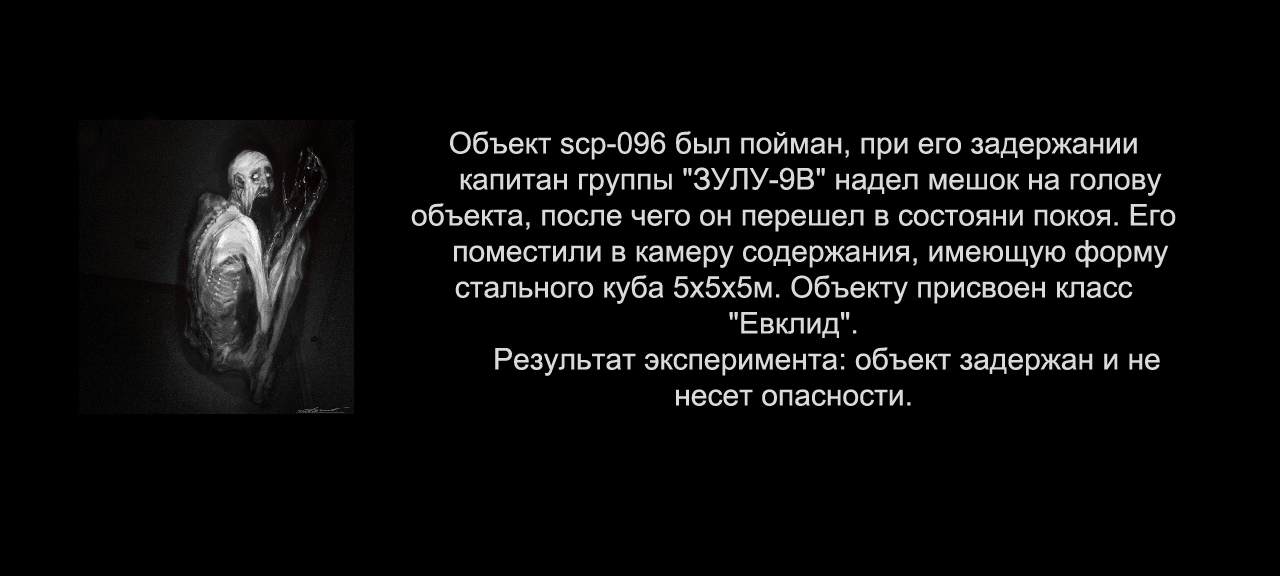 Объект scp-096 был пойман, при его задержании
капитан группы "ЗУЛУ-9В" надел мешок на голову
объекта, после чего он перешел в состояни покоя. Его
поместили в камеру содержания, имеющую форму
стального куба 5х5х5м. Объекту присвоен класс
"Евклид".
Результат эксперимента: объект задержан и не
несет опасности.